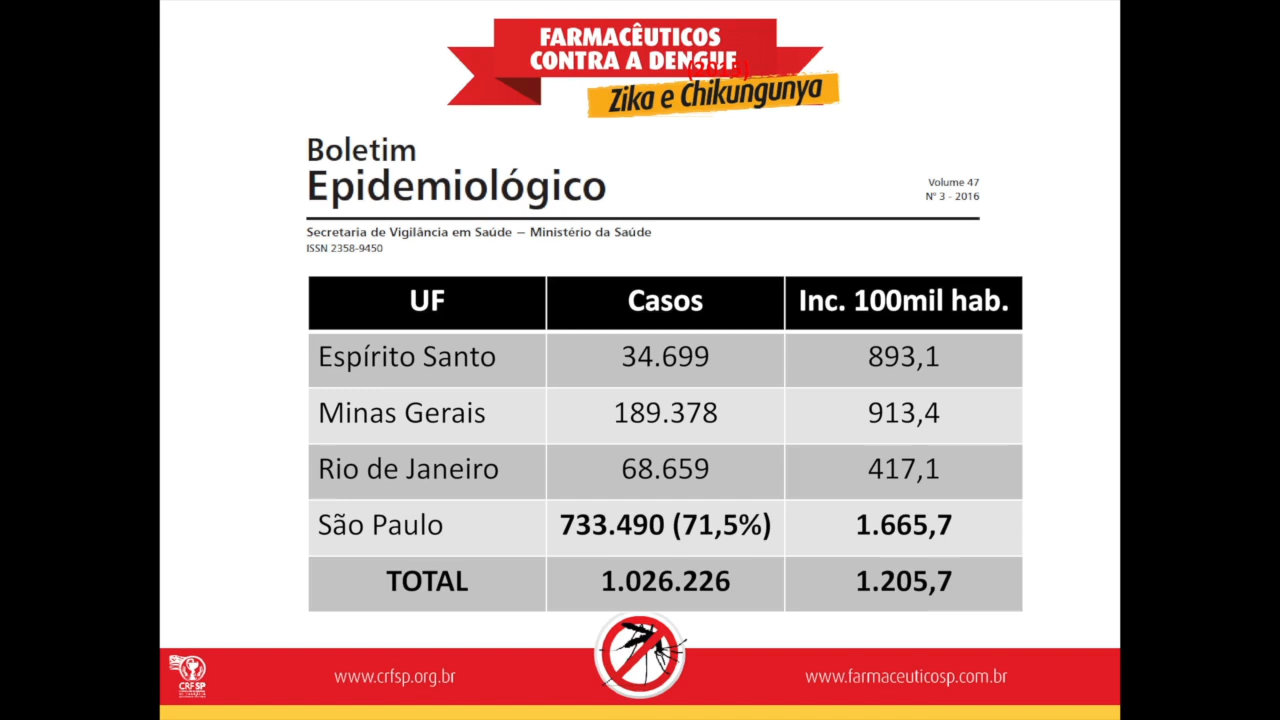 FARMACÊUTICOS
CONTRA A DENGUE
Zika e Chikungunya
Boletim
Epidemiológico
Volume 47
Nº 3 - 2016
Secretaria de Vigilância em Saúde − Ministério da Saúde
ISSN 2358-9450
UF Casos Inc. 100mil hab.
Espírito Santo 34.699 893,1
Minas Gerais 189.378 913,4
Rio de Janeiro 68.659 417,1
São Paulo 733.490 (71,5%) 1.665,7
TOTAL 1.026.226 1.205,7
CRF SP
www.crfsp.org.br
www.farmaceuticosp.com.br